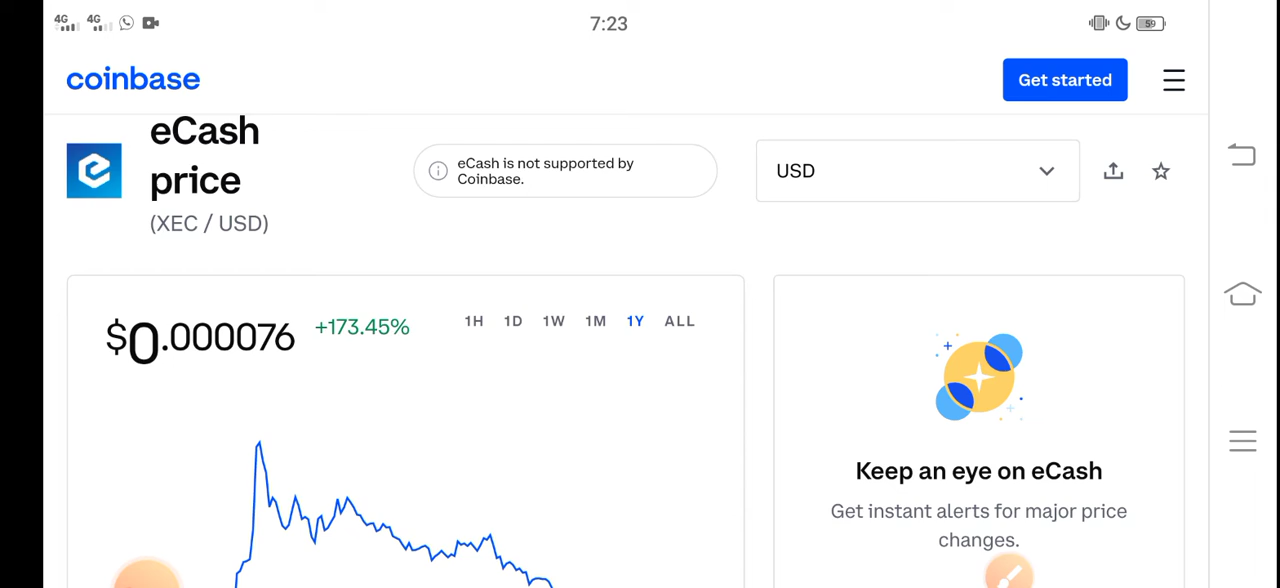 4G 4G 7:23 59
coinbase Get started
eCash
price
(XEC / USD)
eCash is not supported by
Coinbase.
USD
$0.000076 +173.45% 1H 1D 1W 1M 1Y ALL
Keep an eye on eCash
Get instant alerts for major price
changes.